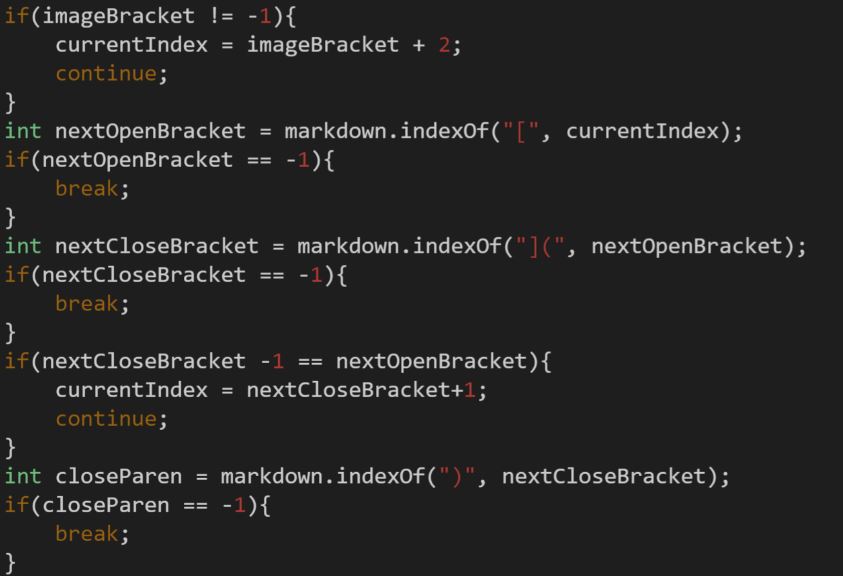 if(imageBracket != -1){
    currentIndex = imageBracket + 2;
    continue;
}
int nextOpenBracket = markdown.indexOf("[", currentIndex);
if(nextOpenBracket == -1){
    break;
}
int nextCloseBracket = markdown.indexOf("](", nextOpenBracket);
if(nextCloseBracket == -1){
    break;
}
if(nextCloseBracket -1 == nextOpenBracket){
    currentIndex = nextCloseBracket+1;
    continue;
}
int closeParen = markdown.indexOf(")", nextCloseBracket);
if(closeParen == -1){
    break;
}